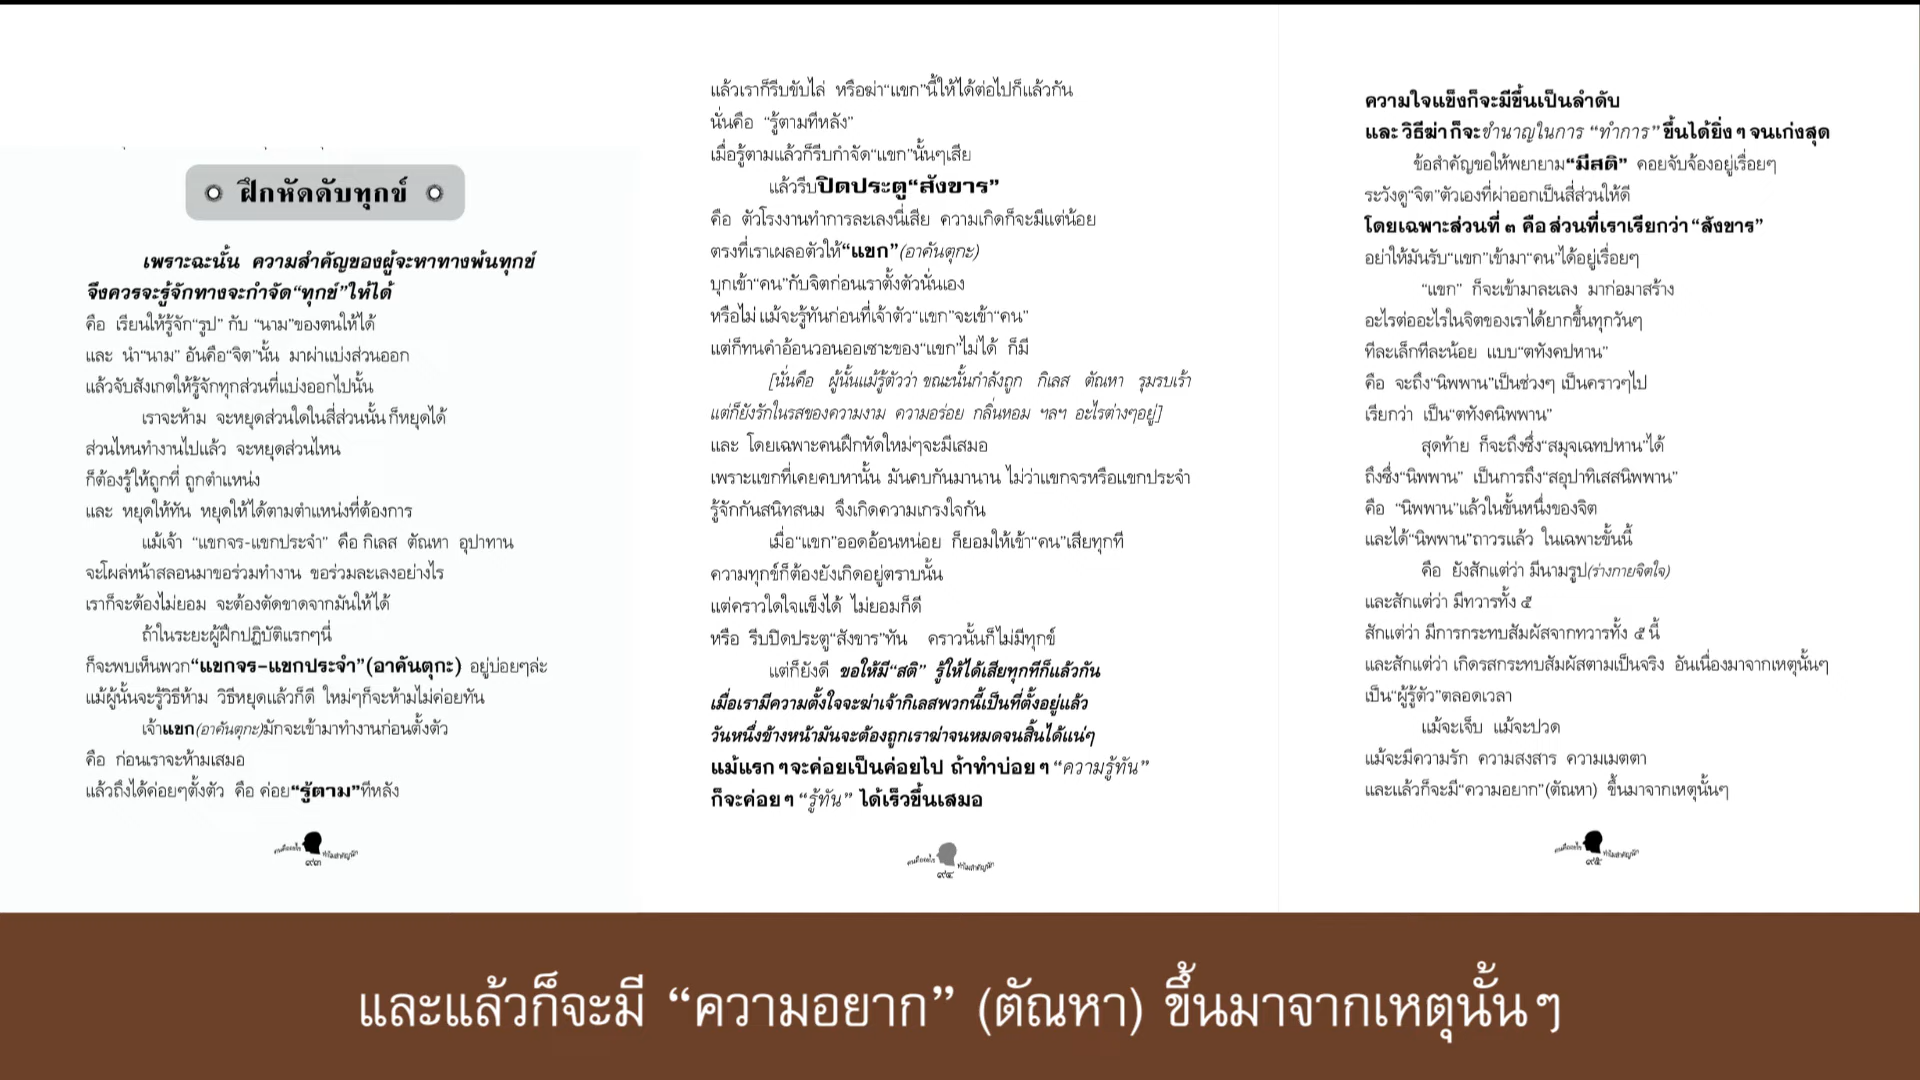 ฝึกหัดดับทุกข์
เพราะฉะนั้น ความสำคัญของผู้จะหาทางพ้นทุกข์
จึงควรจะรู้จักทางจะกำจัด“ทุกข์”ให้ได้
คือ เรียนให้รู้จัก“รูป” กับ “นาม”ของตนให้ได้
และ นำ“นาม” อันคือ“จิต”นั้น มาผ่าแบ่งส่วนออก
แล้วจับสังเกตให้รู้จักทุกส่วนที่แบ่งออกไปนั้น
เราจะห้าม จะหยุดส่วนใดในสี่ส่วนนั้น ก็หยุดได้
ส่วนไหนทำงานไปแล้ว จะหยุดส่วนไหน
ก็ต้องรู้ให้ถูกที่ ถูกตำแหน่ง
และ หยุดให้ทัน หยุดให้ได้ตามตำแหน่งที่ต้องการ
แม้เจ้า “แขกจร-แขกประจำ” คือ กิเลส ตัณหา อุปาทาน
จะโผล่หน้าสลอนมาขอร่วมทำงาน ขอร่วมละเลงอย่างไร
เราก็จะต้องไม่ยอม จะต้องตัดขาดจากมันให้ได้
ถ้าในระยะผู้ฝึกปฏิบัติแรกๆนี่
ก็จะพบเห็นพวก“แขกจร-แขกประจำ”(อาคันตุกะ) อยู่บ่อยๆล่ะ
แม้ผู้นั้นจะรู้วิธีห้าม วิธีหยุดแล้วก็ดี ใหม่ๆก็จะห้ามไม่ค่อยทัน
เจ้าแขก(อาคันตุกะ)มักจะเข้ามาทำงานก่อนตั้งตัว
คือ ก่อนเราจะห้ามเสมอ
แล้วถึงได้ค่อยๆตั้งตัว คือ ค่อย“รู้ตาม”ทีหลัง
๙๓
แล้วเราก็รีบขับไล่ หรือฆ่า“แขก”นี้ให้ได้ต่อไปก็แล้วกัน
นั่นคือ “รู้ตามทีหลัง”
เมื่อรู้ตามแล้วก็รีบกำจัด“แขก”นั้นๆเสีย
แล้วรีบปิดประตู“สังขาร”
คือ ตัวโรงงานทำการละเลงนี่เสีย ความเกิดก็จะมีแต่น้อย
ตรงที่เราเผลอตัวให้“แขก”(อาคันตุกะ)
บุกเข้า“คน”กับจิตก่อนเราตั้งตัวนั่นเอง
หรือไม่ แม้จะรู้ทันก่อนที่เจ้าตัว“แขก”จะเข้า“คน”
แต่ก็ทนคำอ้อนวอนออเซาะของ“แขก”ไม่ได้ ก็มี
[นั่นคือ ผู้นั้นแม้รู้ตัวว่า ขณะนั้นกำลังถูก กิเลส ตัณหา รุมรบเร้า
แต่ก็ยังรักในรสของความงาม ความอร่อย กลิ่นหอม ฯลฯ อะไรต่างๆอยู่]
และ โดยเฉพาะคนฝึกหัดใหม่ๆจะมีเสมอ
เพราะแขกที่เคยคบหานั้น มันคบกันมานาน ไม่ว่าแขกจรหรือแขกประจำ
รู้จักกันสนิทสนม จึงเกิดความเกรงใจกัน
เมื่อ“แขก”ออดอ้อนหน่อย ก็ยอมให้เข้า“คน”เสียทุกที
ความทุกข์ก็ต้องยังเกิดอยู่ตราบนั้น
แต่คราวใดใจแข็งได้ ไม่ยอมก็ดี
หรือ รีบปิดประตู“สังขาร”ทัน คราวนั้นก็ไม่มีทุกข์
แต่ก็ยังดี ขอให้มี“สติ” รู้ให้ได้เสียทุกทีก็แล้วกัน
เมื่อเรามีความตั้งใจจะฆ่าเจ้ากิเลสพวกนี้เป็นที่ตั้งอยู่แล้ว
วันหนึ่งข้างหน้ามันจะต้องถูกเราฆ่าจนหมดจนสิ้นได้แน่ๆ
แม้แรก ๆ จะค่อยเป็นค่อยไป ถ้าทำบ่อย ๆ “ความรู้ทัน”
ก็จะค่อย ๆ “รู้ทัน” ได้เร็วขึ้นเสมอ
๙๔
ความใจแข็งก็จะมีขึ้นเป็นลำดับ
และ วิธีฆ่า ก็จะชำนาญในการ “ทำการ” ขึ้นได้ยิ่ง ๆ จนเก่งสุด
ข้อสำคัญขอให้พยายาม“มีสติ” คอยจับจ้องอยู่เรื่อยๆ
ระวังดู“จิต”ตัวเองที่ผ่าออกเป็นสี่ส่วนให้ดี
โดยเฉพาะส่วนที่ ๓ คือ ส่วนที่เราเรียกว่า “สังขาร”
อย่าให้มันรับ“แขก”เข้ามา“คน”ได้อยู่เรื่อยๆ
“แขก” ก็จะเข้ามาละเลง มาก่อมาสร้าง
อะไรต่ออะไรในจิตของเราได้ยากขึ้นทุกวันๆ
ทีละเล็กทีละน้อย แบบ“ตทังคปหาน”
คือ จะถึง“นิพพาน”เป็นช่วงๆ เป็นคราวๆไป
เรียกว่า เป็น“ตทังคนิพพาน”
สุดท้าย ก็จะถึงซึ่ง“สมุจเฉทปหาน”ได้
ถึงซึ่ง“นิพพาน” เป็นการถึง“สอุปาทิเสสนิพพาน”
คือ “นิพพาน”แล้วในขั้นหนึ่งของจิต
และได้“นิพพาน”ถาวรแล้ว ในเฉพาะขั้นนี้
คือ ยังสักแต่ว่า มีนามรูป(ร่างกายจิตใจ)
และสักแต่ว่า มีทวารทั้ง ๕
สักแต่ว่า มีการกระทบสัมผัสจากทวารทั้ง ๕ นี้
และสักแต่ว่า เกิดรสกระทบสัมผัสตามเป็นจริง อันเนื่องมาจากเหตุนั้นๆ
เป็น“ผู้รู้ตัว”ตลอดเวลา
แม้จะเจ็บ แม้จะปวด
แม้จะมีความรัก ความสงสาร ความเมตตา
และแล้วก็จะมี“ความอยาก”(ตัณหา) ขึ้นมาจากเหตุนั้นๆ
๙๕
และแล้วก็จะมี “ความอยาก” (ตัณหา) ขึ้นมาจากเหตุนั้น ๆ